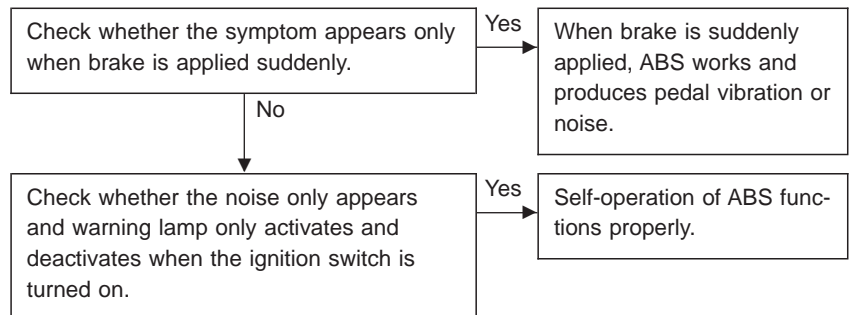 Check whether the symptom appears only
when brake is applied suddenly.
Yes
When brake is suddenly
applied, ABS works and
produces pedal vibration or
noise.
No
Check whether the noise only appears
and warning lamp only activates and
deactivates when the ignition switch is
turned on.
Yes
Self-operation of ABS func-
tions properly.